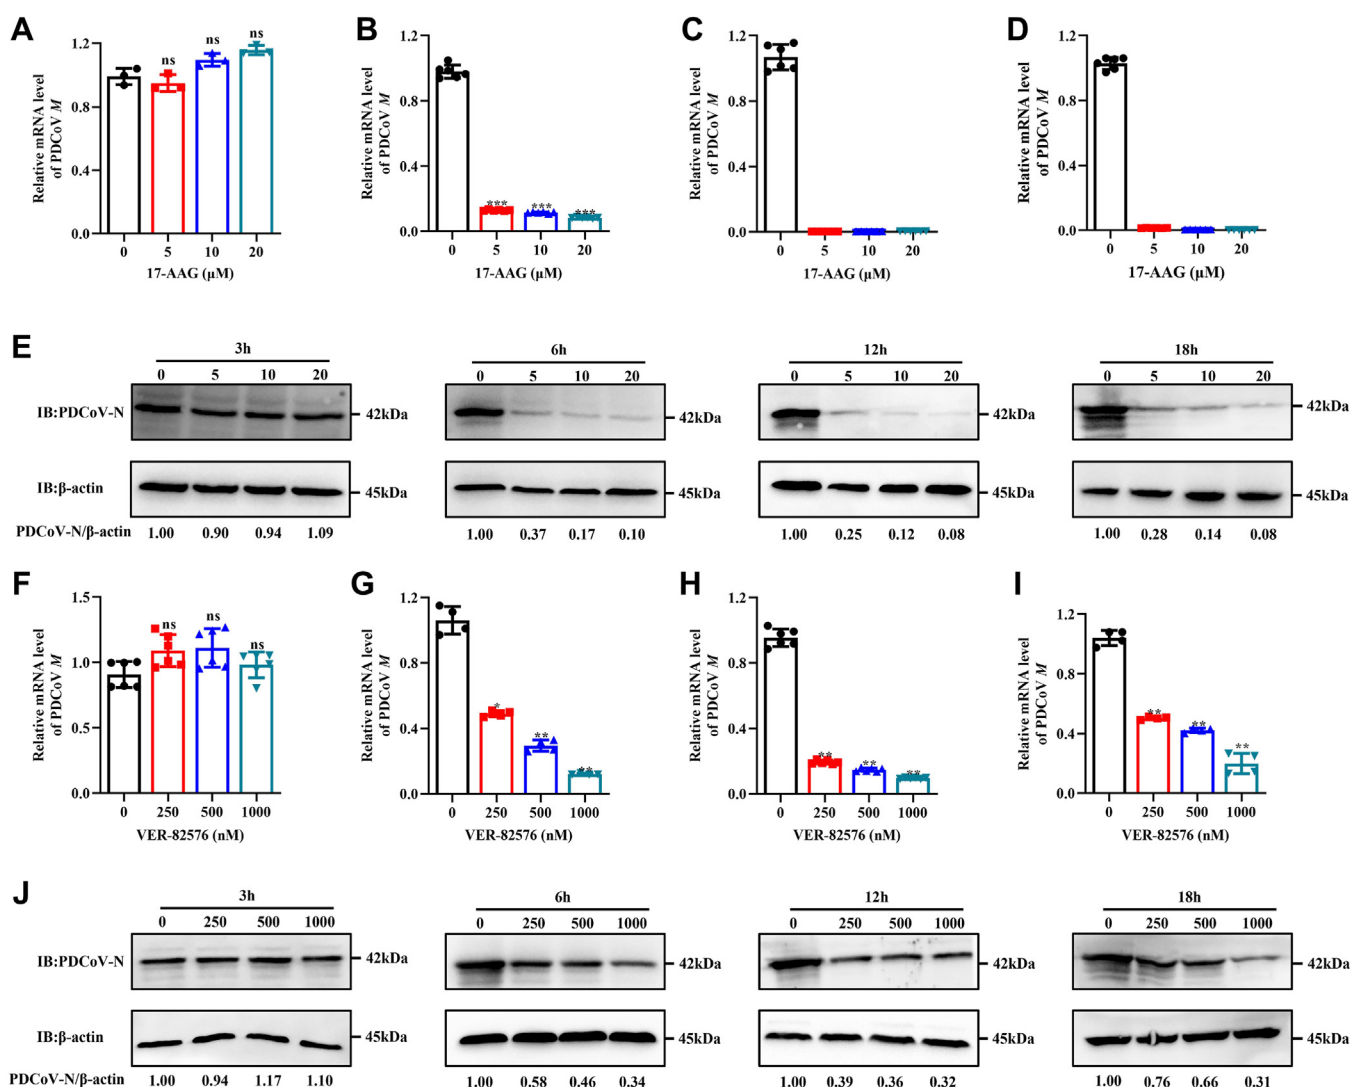 A
Relative mRNA level
of PDCoV M
1.2
0.8
0.4
0.0
ns
ns
ns
0
5
10
20
17-AAG (μM)
B
Relative mRNA level
of PDCoV M
1.2
0.8
0.4
0.0
***
***
***
0
5
10
20
17-AAG (μM)
C
Relative mRNA level
of PDCoV M
1.2
0.8
0.4
0.0
0
5
10
20
17-AAG (μM)
D
Relative mRNA level
of PDCoV M
1.2
0.8
0.4
0.0
0
5
10
20
17-AAG (μM)
E
3h
6h
12h
18h
0 5 10 20
0 5 10 20
0 5 10 20
0 5 10 20
IB:PDCoV-N
42kDa
42kDa
42kDa
42kDa
IB:β-actin
45kDa
45kDa
45kDa
45kDa
PDCoV-N/β-actin
1.00 0.90 0.94 1.09
1.00 0.37 0.17 0.10
1.00 0.25 0.12 0.08
1.00 0.28 0.14 0.08
F
Relative mRNA level
of PDCoV M
1.5
1.0
0.5
0.0
ns
ns
ns
0
250
500
1000
VER-82576 (nM)
G
Relative mRNA level
of PDCoV M
1.2
0.8
0.4
0.0
*
**
**
0
250
500
1000
VER-82576 (nM)
H
Relative mRNA level
of PDCoV M
1.2
0.8
0.4
0.0
**
**
**
0
250
500
1000
VER-82576 (nM)
I
Relative mRNA level
of PDCoV M
1.2
0.8
0.4
0.0
**
**
**
0
250
500
1000
VER-82576 (nM)
J
3h
6h
12h
18h
0 250 500 1000
0 250 500 1000
0 250 500 1000
0 250 500 1000
IB:PDCoV-N
42kDa
42kDa
42kDa
42kDa
IB:β-actin
45kDa
45kDa
45kDa
45kDa
PDCoV-N/β-actin
1.00 0.94 1.17 1.10
1.00 0.58 0.46 0.34
1.00 0.39 0.36 0.32
1.00 0.76 0.66 0.31